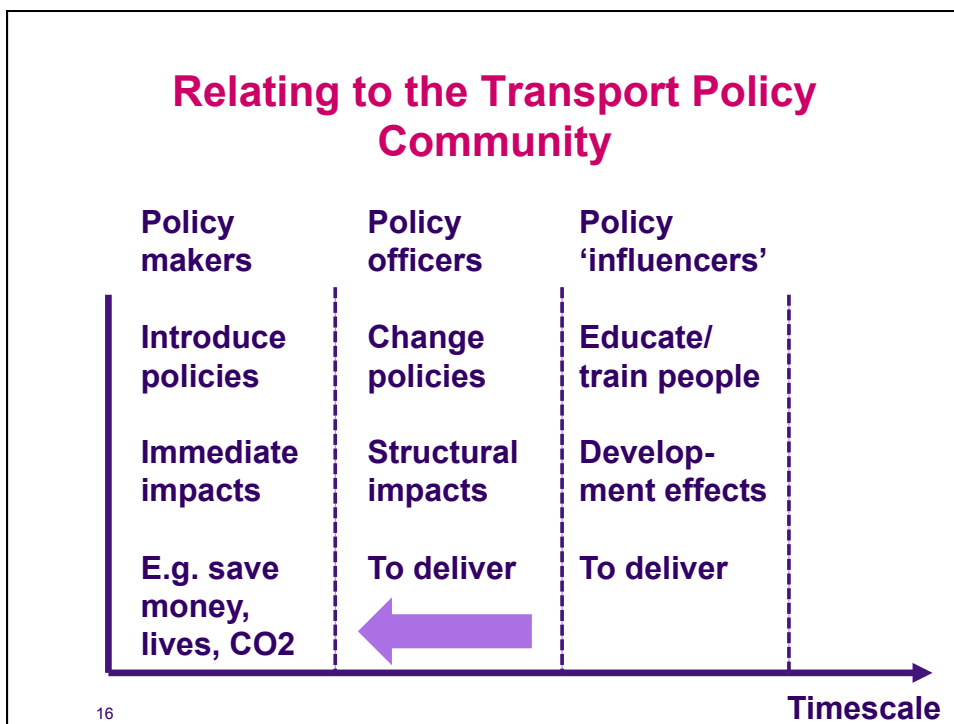 Relating to the Transport Policy
Community
Policy
makers
Policy
officers
Policy
‘influencers’
Introduce
policies
Change
policies
Educate/
train people
Immediate
impacts
Structural
impacts
Develop-
ment effects
E.g. save
money,
lives, CO2
To deliver
To deliver
16
Timescale